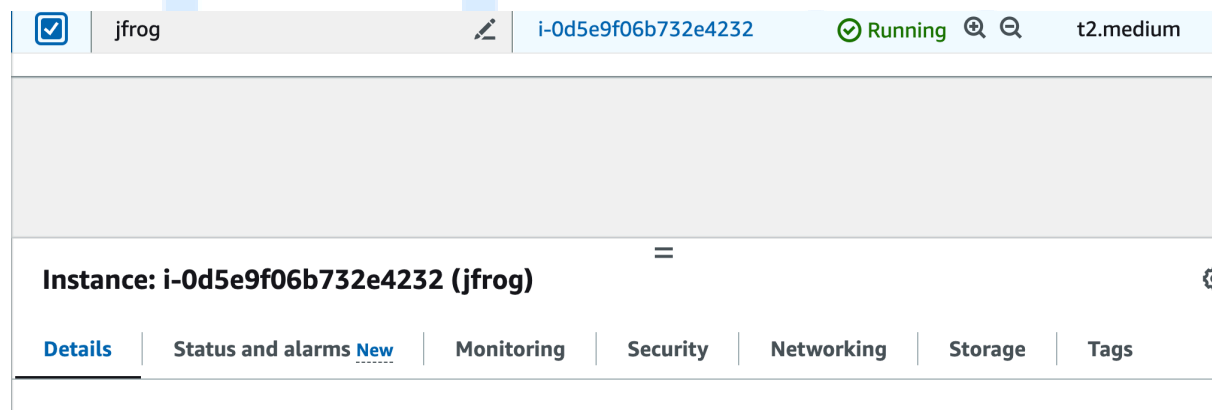 jfrog i-0d5e9f06b732e4232 Running t2.medium
Instance: i-0d5e9f06b732e4232 (jfrog)
Details Status and alarms New Monitoring Security Networking Storage Tags